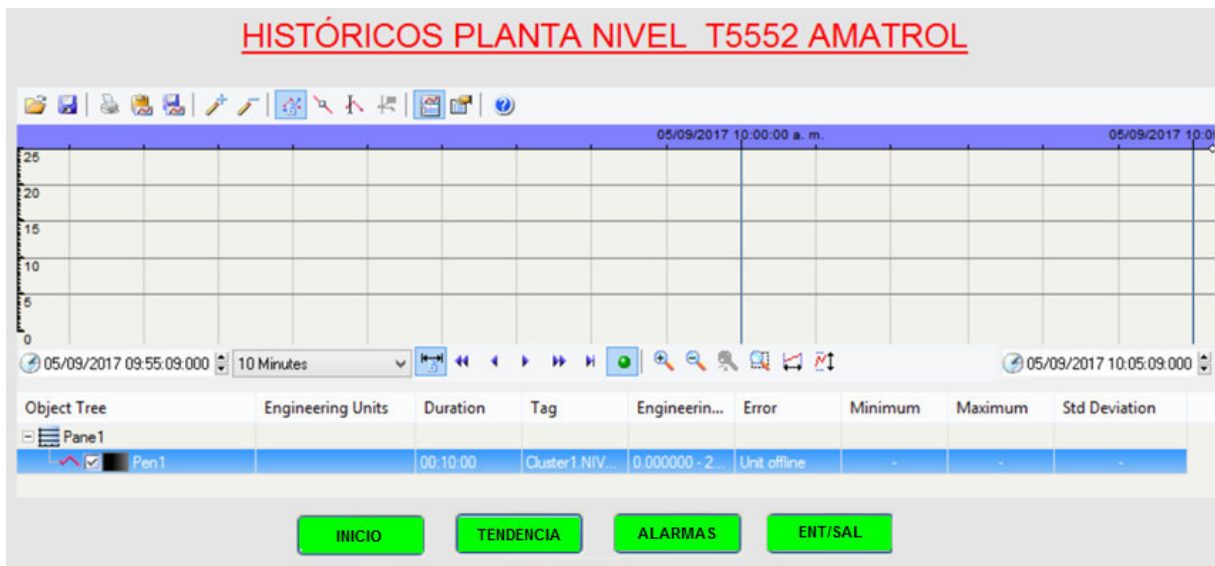 HISTÓRICOS PLANTA NIVEL T5552 AMATROL
05/09/2017 10:00:00 a. m. 05/09/2017 10:0
25
20
15
10
5
0
05/09/2017 09:55:09:000 10 Minutes 05/09/2017 10:05:09:000
Object Tree Engineering Units Duration Tag Engineerin... Error Minimum Maximum Std Deviation
Pane1
Pen1 00:10:00 Cluster1.NIV... 0.000000 - 2... Unit offline - - -
INICIO TENDENCIA ALARMAS ENT/SAL